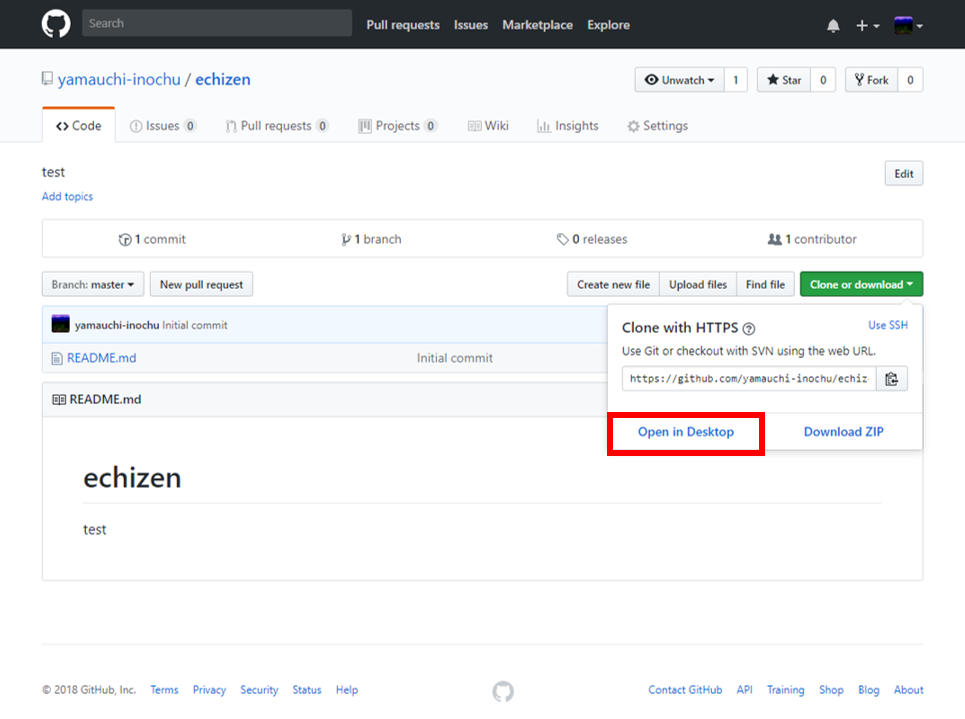 Search Pull requests Issues Marketplace Explore
yamauchi-inochu / echizen Unwatch 1 Star 0 Fork 0
Code Issues 0 Pull requests 0 Projects 0 Wiki Insights Settings
test Edit
Add topics
1 commit 1 branch 0 releases 1 contributor
Branch: master New pull request Create new file Upload files Find file Clone or download
yamauchi-inochu Initial commit
README.md Initial commit
Clone with HTTPS Use SSH
Use Git or checkout with SVN using the web URL.
https://github.com/yamauchi-inochu/echiz
Open in Desktop Download ZIP
README.md
echizen
test
© 2018 GitHub, Inc. Terms Privacy Security Status Help Contact GitHub API Training Shop Blog About